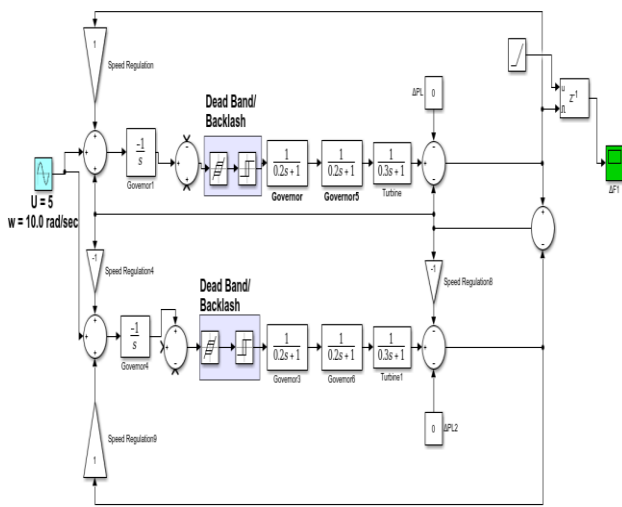 1
Speed Regulation
ΔPL
0
u
Z⁻¹
Dead Band/
Backlash
-1
s
Governor1
1
0.2s+1
Governor
1
0.2s+1
Governor5
1
0.3s+1
Turbine
ΔF1
U = 5
w = 10.0 rad/sec
-1
Speed Regulation4
-1
Speed Regulation8
Dead Band/
Backlash
-1
s
Governor4
1
0.2s+1
Governor3
1
0.2s+1
Governor6
1
0.3s+1
Turbine1
0
ΔPL2
1
Speed Regulation9